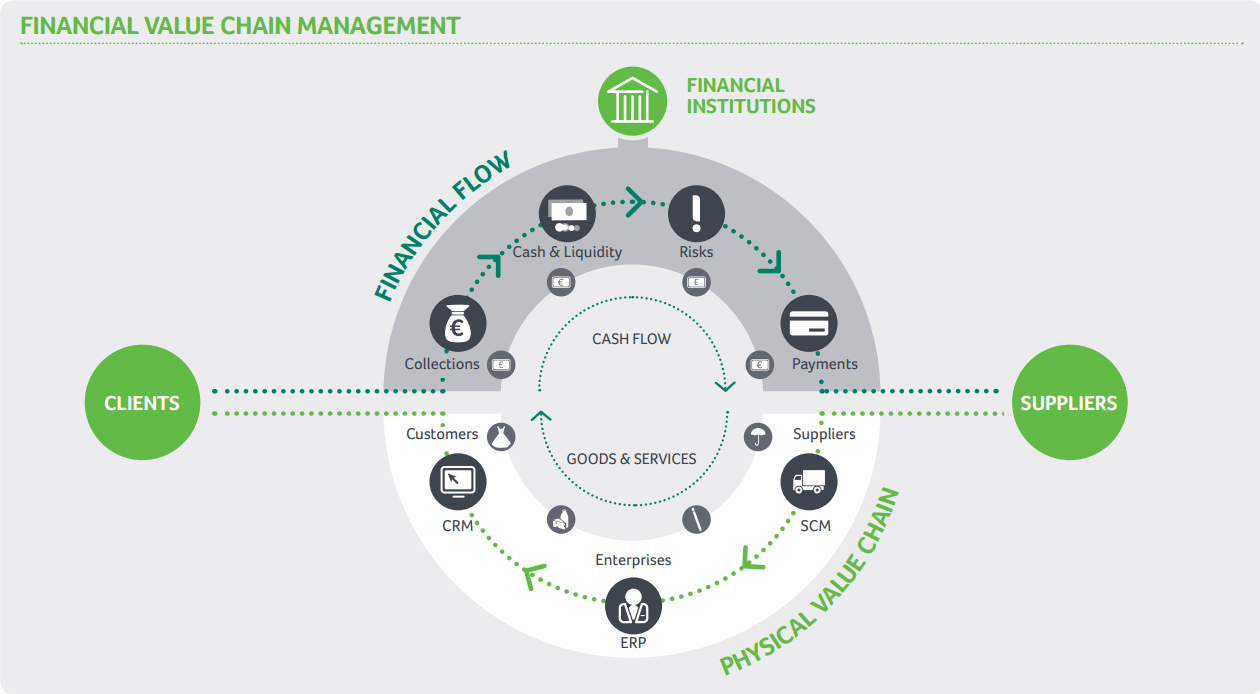 FINANCIAL VALUE CHAIN MANAGEMENT
FINANCIAL
INSTITUTIONS
FINANCIAL FLOW
Cash & Liquidity
Risks
€
£
CASH FLOW
€
Collections
£
€
Payments
CLIENTS
SUPPLIERS
Customers
Suppliers
GOODS & SERVICES
CRM
SCM
Enterprises
ERP
PHYSICAL VALUE CHAIN